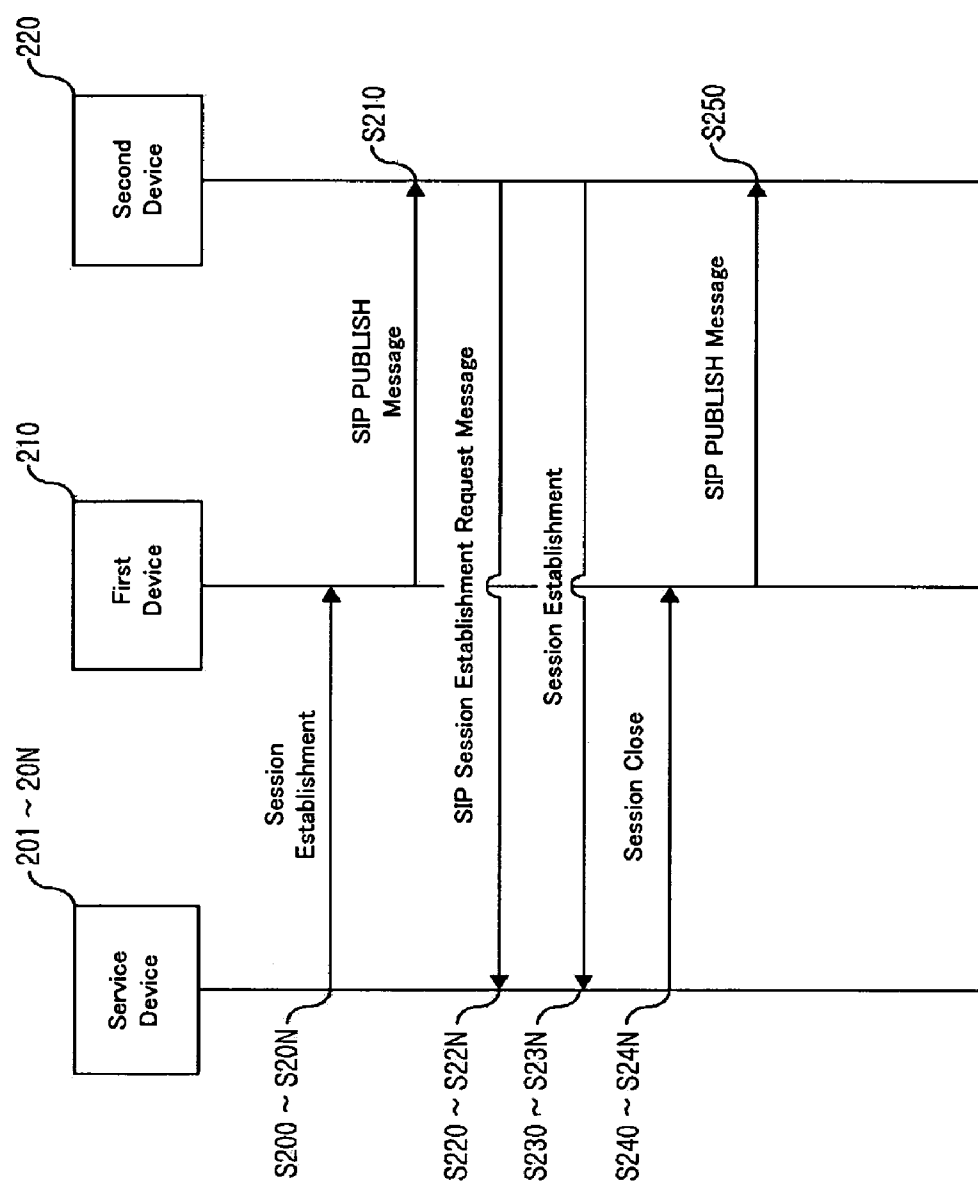 201 ~ 20N
210
220
Service
Device
First
Device
Second
Device
S200 ~ S20N
Session
Establishment
SIP PUBLISH
Message
S210
S220 ~ S22N
SIP Session Establishment Request Message
S230 ~ S23N
Session Establishment
S240 ~ S24N
Session Close
SIP PUBLISH Message
S250